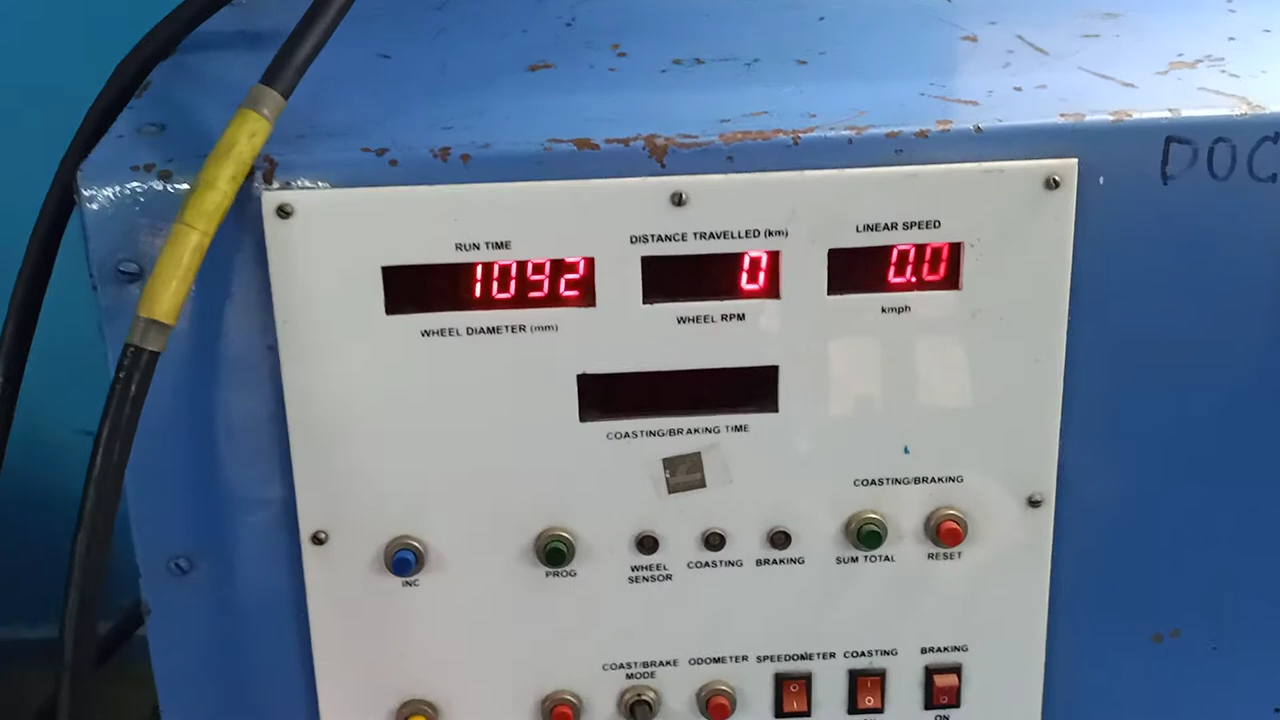 DOC
RUN TIME
DISTANCE TRAVELLED (km)
LINEAR SPEED
1092
0
0.0
WHEEL DIAMETER (mm)
WHEEL RPM
kmph
COASTING/BRAKING TIME
COASTING/BRAKING
INC
PROG
WHEEL
SENSOR
COASTING
BRAKING
SUM TOTAL
RESET
COAST/BRAKE
MODE
ODOMETER
SPEEDOMETER
COASTING
BRAKING
ON